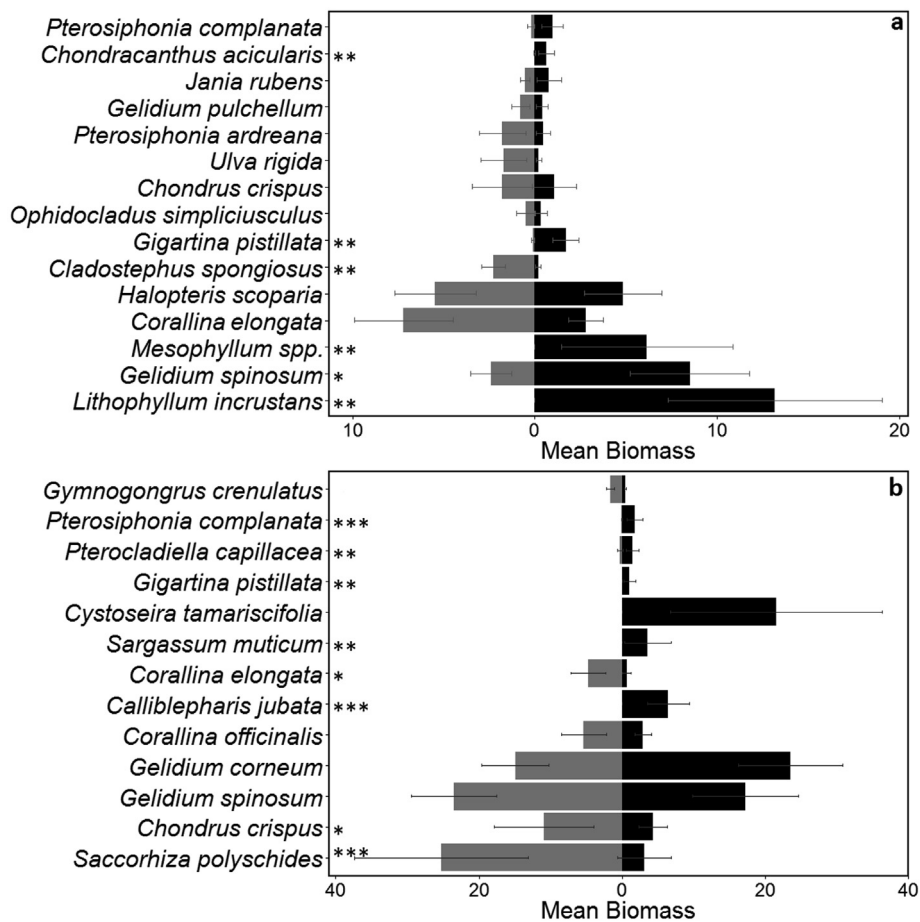 a
Pterosiphonia complanata
Chondracanthus acicularis **
Jania rubens
Gelidium pulchellum
Pterosiphonia ardreana
Ulva rigida
Chondrus crispus
Ophidocladus simpliciusculus
Gigartina pistillata **
Cladostephus spongiosus **
Halopteris scoparia
Corallina elongata
Mesophyllum spp. **
Gelidium spinosum *
Lithophyllum incrustans **
10 0 10 20
Mean Biomass
b
Gymnogongrus crenulatus
Pterosiphonia complanata ***
Pterocladiella capillacea **
Gigartina pistillata **
Cystoseira tamariscifolia
Sargassum muticum **
Corallina elongata *
Calliblepharis jubata ***
Corallina officinalis
Gelidium corneum
Gelidium spinosum
Chondrus crispus *
Saccorhiza polyschides ***
40 20 0 20 40
Mean Biomass